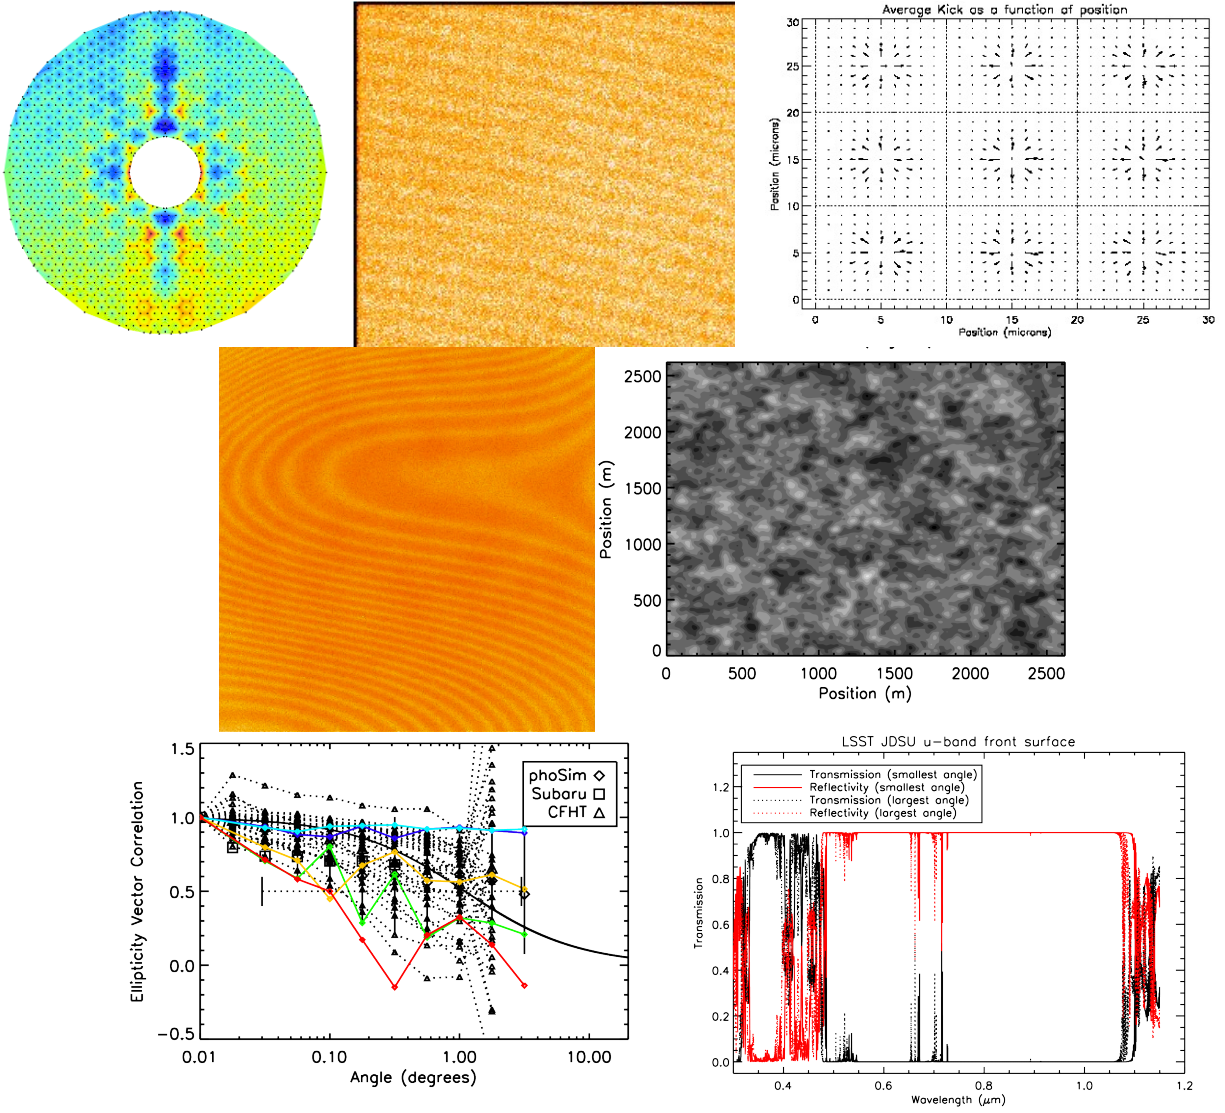 Average Kick as a function of position
30
25
20
15
10
5
0
Position (microns)
0 5 10 15 20 25 30
Position (microns)
2500
2000
1500
1000
500
0
Position (m)
0 500 1000 1500 2000 2500
Position (m)
1.5
1.0
0.5
0.0
−0.5
Ellipticity Vector Correlation
phoSim
Subaru
CFHT
0.01 0.10 1.00 10.00
Angle (degrees)
LSST JDSU u−band front surface
Transmission (smallest angle)
Reflectivity (smallest angle)
Transmission (largest angle)
Reflectivity (largest angle)
1.0
0.8
0.6
0.4
0.2
0.0
Transmission
0.4 0.6 0.8 1.0 1.2
Wavelength (μm)